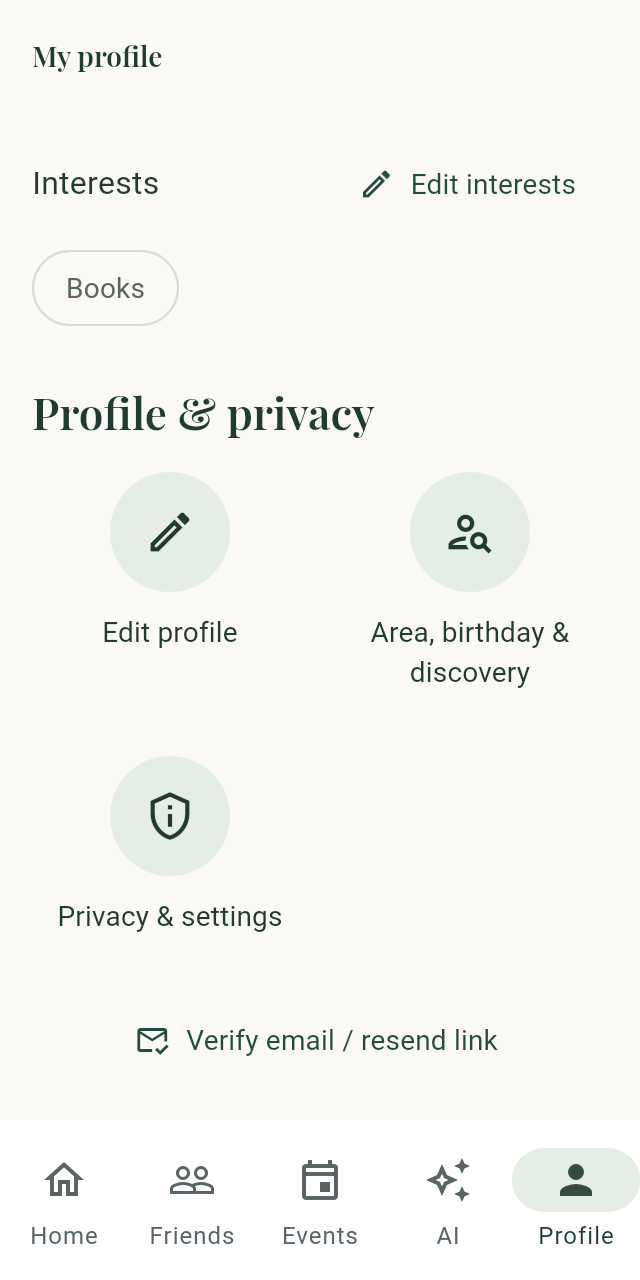 My profile
Interests
Edit interests
Books
Profile & privacy
Edit profile
Area, birthday &
discovery
Privacy & settings
Verify email / resend link
Home
Friends
Events
AI
Profile